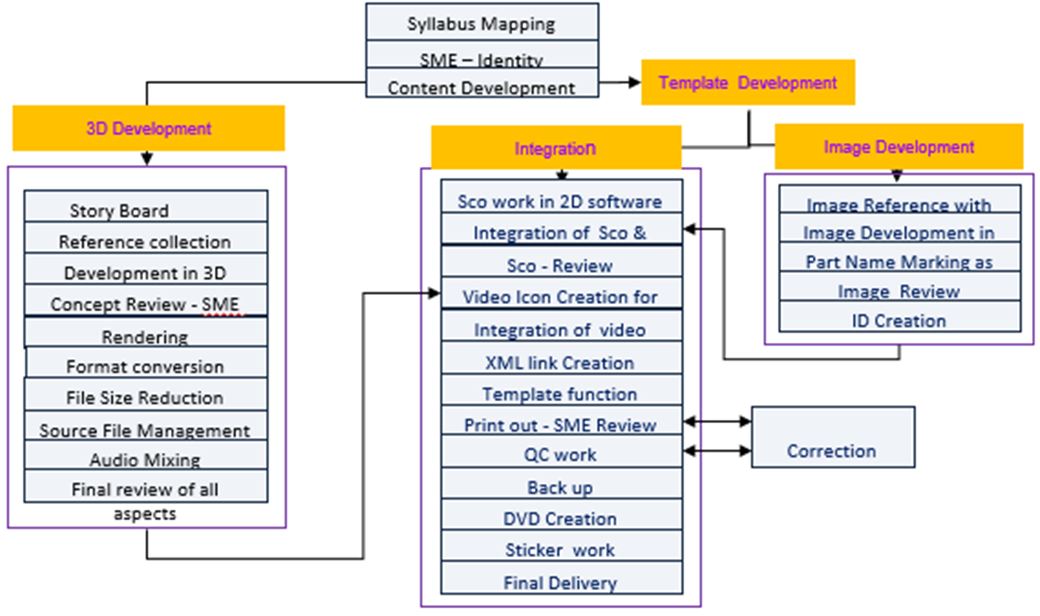 Syllabus Mapping
SME – Identity
Content Development
Template Development
3D Development
Story Board
Reference collection
Development in 3D
Concept Review - SME
Rendering
Format conversion
File Size Reduction
Source File Management
Audio Mixing
Final review of all
aspects
Integration
Sco work in 2D software
Integration of Sco &
Sco - Review
Video Icon Creation for
Integration of video
XML link Creation
Template function
Print out - SME Review
QC work
Back up
DVD Creation
Sticker work
Final Delivery
Image Development
Image Reference with
Image Development in
Part Name Marking as
Image Review
ID Creation
Correction